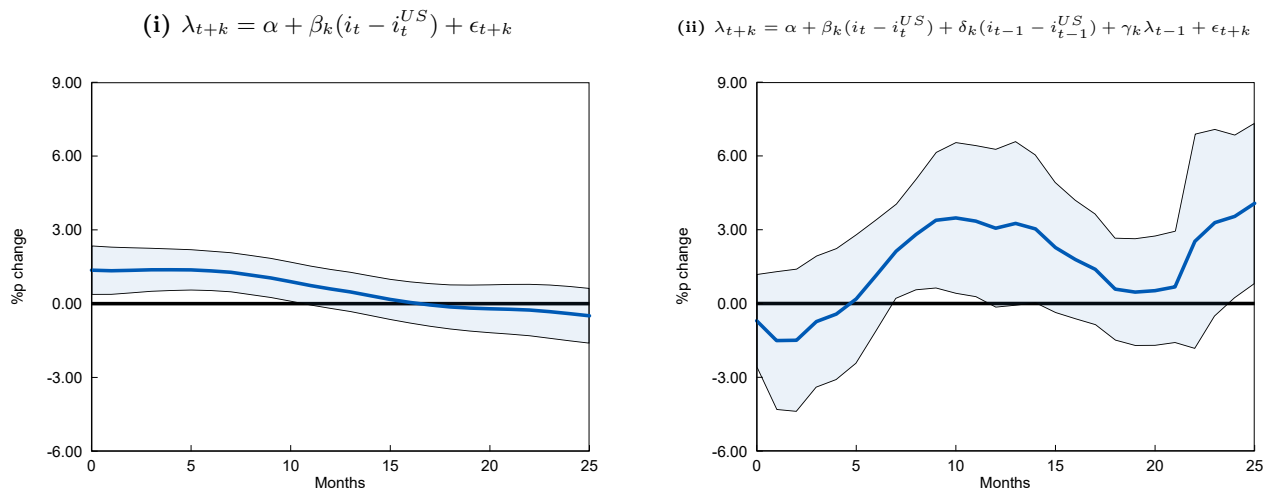 (i) λ_{t+k} = α + β_k(i_t − i_t^{US}) + ϵ_{t+k}
9.00
6.00
3.00
0.00
-3.00
-6.00
%p change
0 5 10 15 20 25
Months
(ii) λ_{t+k} = α + β_k(i_t − i_t^{US}) + δ_k(i_{t−1} − i_{t−1}^{US}) + γ_kλ_{t−1} + ϵ_{t+k}
9.00
6.00
3.00
0.00
-3.00
-6.00
%p change
0 5 10 15 20 25
Months